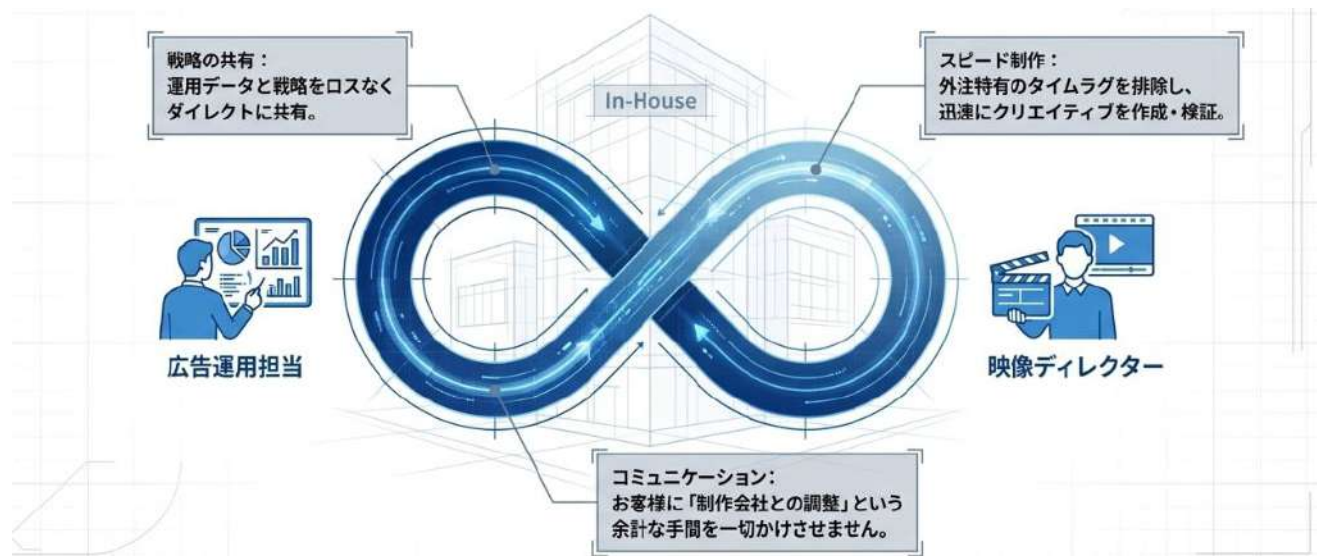 戦略の共有：
運用データと戦略をロスなく
ダイレクトに共有。
In-House
スピード制作：
外注特有のタイムラグを排除し、
迅速にクリエイティブを作成・検証。
広告運用担当
映像ディレクター
コミュニケーション：
お客様に「制作会社との調整」という
余計な手間を一切かけさせません。